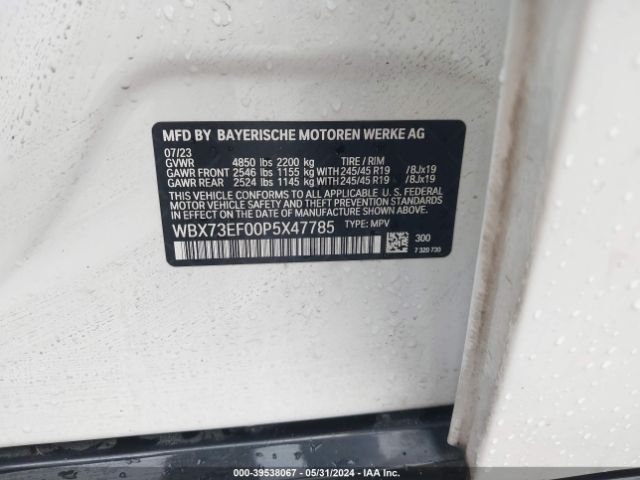 MFD BY BAYERISCHE MOTOREN WERKE AG
07/23
GVWR 4850 lbs 2200 kg TIRE / RIM
GAWR FRONT 2546 lbs 1155 kg WITH 245/45 R19 /8Jx19
GAWR REAR 2524 lbs 1145 kg WITH 245/45 R19 /8Jx19
THIS VEHICLE CONFORMS TO ALL APPLICABLE U. S. FEDERAL
MOTOR VEHICLE SAFETY, BUMPER, AND THEFT PREVENTION
STANDARDS IN EFFECT ON THE DATE OF MANUFACTURE SHOWN ABOVE.
WBX73EF00P5X47785 TYPE: MPV
300
7 320 730
000-39538067 - 05/31/2024 - IAA Inc.